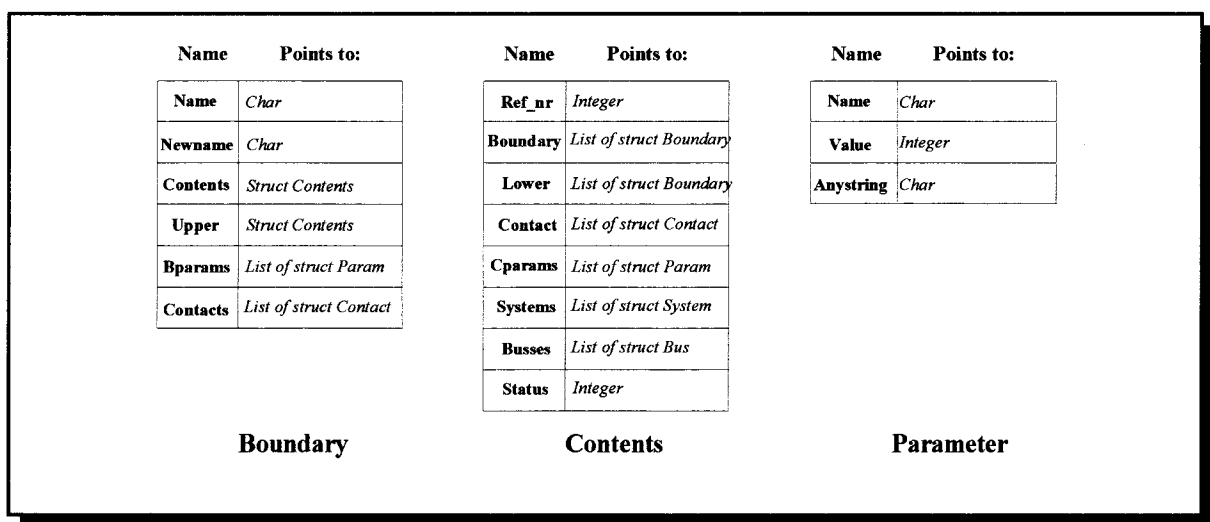 Name Points to: Name Points to: Name Points to:
Name Char Ref_nr Integer Name Char
Newname Char Boundary List of struct Boundary Value Integer
Contents Struct Contents Lower List of struct Boundary Anystring Char
Upper Struct Contents Contact List of struct Contact
Bparams List of struct Param Cparams List of struct Param
Contacts List of struct Contact Systems List of struct System
Busses List of struct Bus
Status Integer
Boundary Contents Parameter